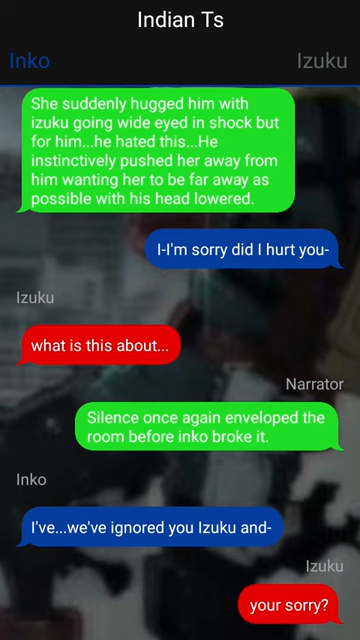 Indian Ts
Inko
Izuku
She suddenly hugged him with
izuku going wide eyed in shock but
for him...he hated this...He
instinctively pushed her away from
him wanting her to be far away as
possible with his head lowered.
I-I'm sorry did I hurt you-
Izuku
what is this about...
Narrator
Silence once again enveloped the
room before inko broke it.
Inko
I've...we've ignored you Izuku and-
Izuku
your sorry?